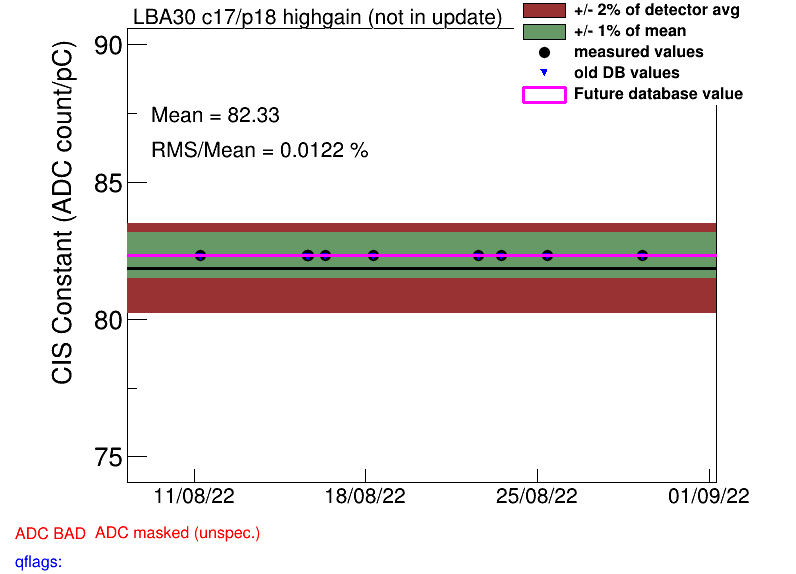 LBA30 c17/p18 highgain (not in update)
+/- 2% of detector avg
+/- 1% of mean
measured values
old DB values
Future database value
Mean = 82.33
RMS/Mean = 0.0122 %
CIS Constant (ADC count/pC)
90
85
80
75
11/08/22 18/08/22 25/08/22 01/09/22
ADC BAD ADC masked (unspec.)
qflags: